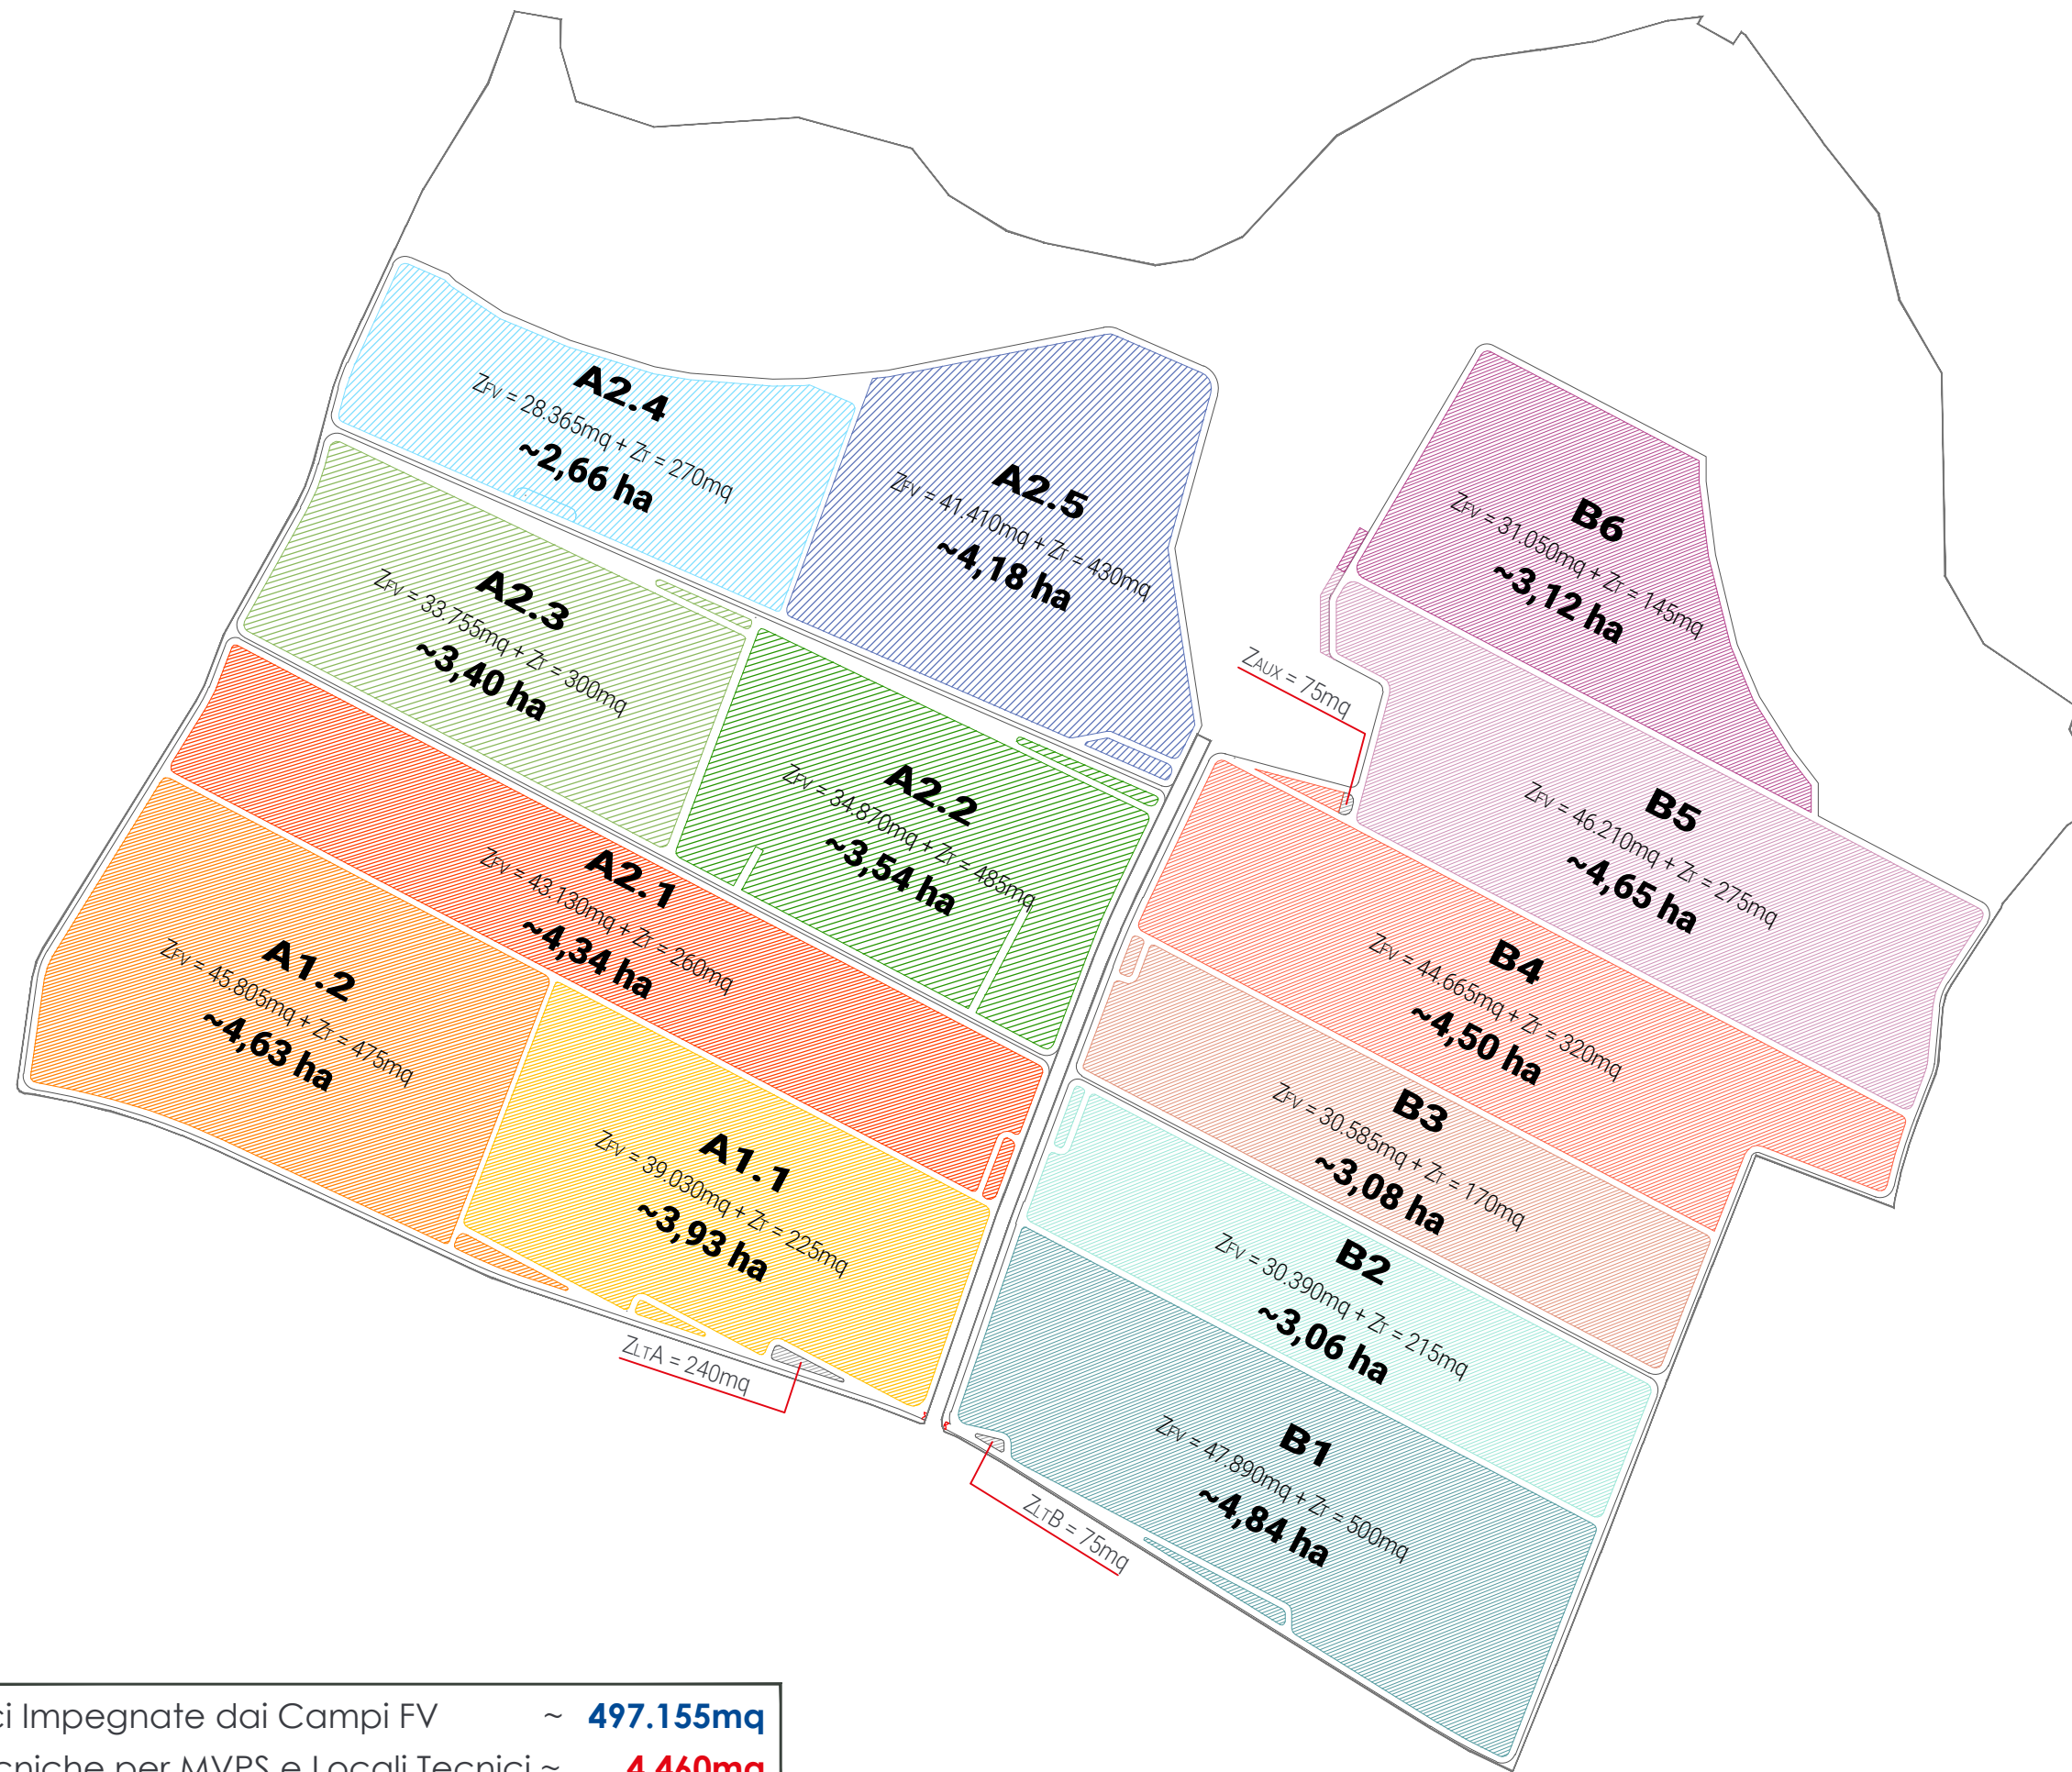 A2.4
ZFV = 28.365mq + ZT = 270mq
~2,66 ha
A2.5
ZFV = 41.410mq + ZT = 430mq
~4,18 ha
B6
ZFV = 31.050mq + ZT = 145mq
~3,12 ha
A2.3
ZFV = 33.755mq + ZT = 300mq
~3,40 ha
ZAUX = 75mq
A2.2
ZFV = 34.870mq + ZT = 485mq
~3,54 ha
B5
ZFV = 46.210mq + ZT = 275mq
~4,65 ha
A2.1
ZFV = 43.130mq + ZT = 260mq
~4,34 ha
B4
ZFV = 44.665mq + ZT = 320mq
~4,50 ha
A1.2
ZFV = 45.805mq + ZT = 475mq
~4,63 ha
B3
ZFV = 30.585mq + ZT = 170mq
~3,08 ha
A1.1
ZFV = 39.030mq + ZT = 225mq
~3,93 ha
B2
ZFV = 30.390mq + ZT = 215mq
~3,06 ha
ZLTA = 240mq
B1
ZFV = 47.890mq + ZT = 500mq
~4,84 ha
ZLTB = 75mq
ci Impegnate dai Campi FV ~ 497.155mq
cniche per MVPS e Locali Tecnici ~ 4.460mq